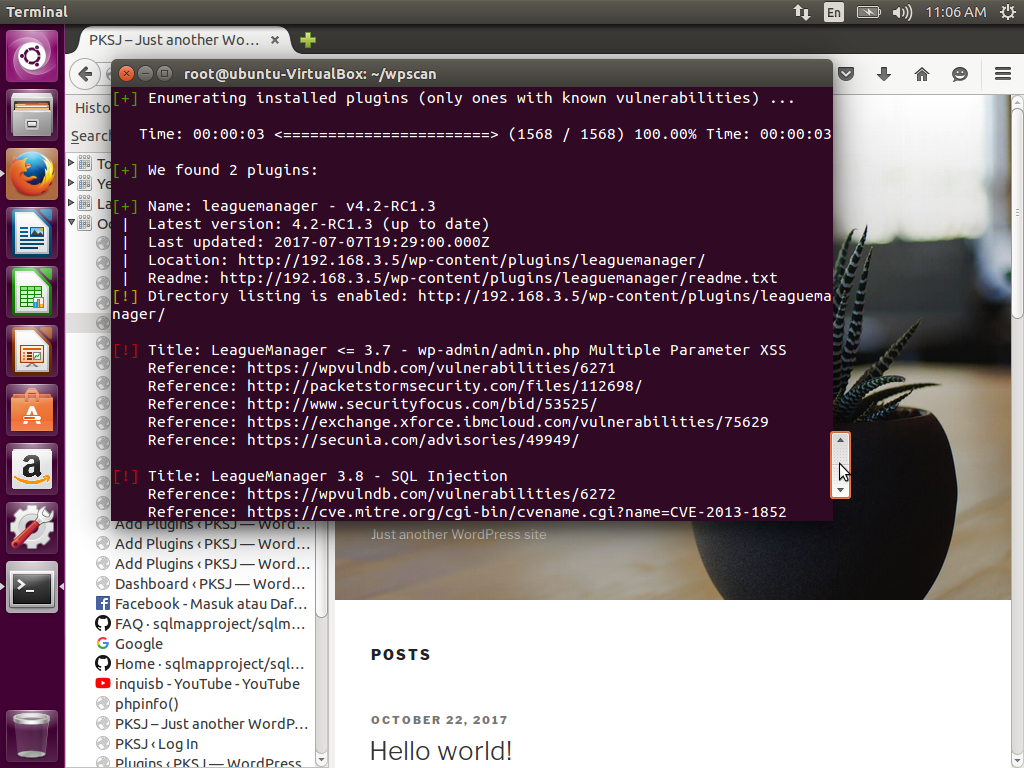 Terminal
En
11:06 AM
PKSJ – Just another Wo...
root@ubuntu-VirtualBox: ~/wpscan
[+] Enumerating installed plugins (only ones with known vulnerabilities) ...
Time: 00:00:03 <=======================> (1568 / 1568) 100.00% Time: 00:00:03
[+] We found 2 plugins:
[+] Name: leaguemanager - v4.2-RC1.3
| Latest version: 4.2-RC1.3 (up to date)
| Last updated: 2017-07-07T19:29:00.000Z
| Location: http://192.168.3.5/wp-content/plugins/leaguemanager/
| Readme: http://192.168.3.5/wp-content/plugins/leaguemanager/readme.txt
[!] Directory listing is enabled: http://192.168.3.5/wp-content/plugins/leaguema
nager/
[!] Title: LeagueManager <= 3.7 - wp-admin/admin.php Multiple Parameter XSS
Reference: https://wpvulndb.com/vulnerabilities/6271
Reference: http://packetstormsecurity.com/files/112698/
Reference: http://www.securityfocus.com/bid/53525/
Reference: https://exchange.xforce.ibmcloud.com/vulnerabilities/75629
Reference: https://secunia.com/advisories/49949/
[!] Title: LeagueManager 3.8 - SQL Injection
Reference: https://wpvulndb.com/vulnerabilities/6272
Reference: https://cve.mitre.org/cgi-bin/cvename.cgi?name=CVE-2013-1852
Histo
Searc
To
Ye
La
Oc
Add Plugins ‹ PKSJ — Word...
Add Plugins ‹ PKSJ — Word...
Add Plugins ‹ PKSJ — Word...
Dashboard ‹ PKSJ — Word...
Facebook - Masuk atau Daf...
FAQ · sqlmapproject/sqlm...
Google
Home · sqlmapproject/sql...
inquisb - YouTube - YouTube
phpinfo()
PKSJ – Just another WordP...
PKSJ ‹ Log In
Plugins ‹ PKSJ — WordPress
Just another WordPress site
POSTS
OCTOBER 22, 2017
Hello world!